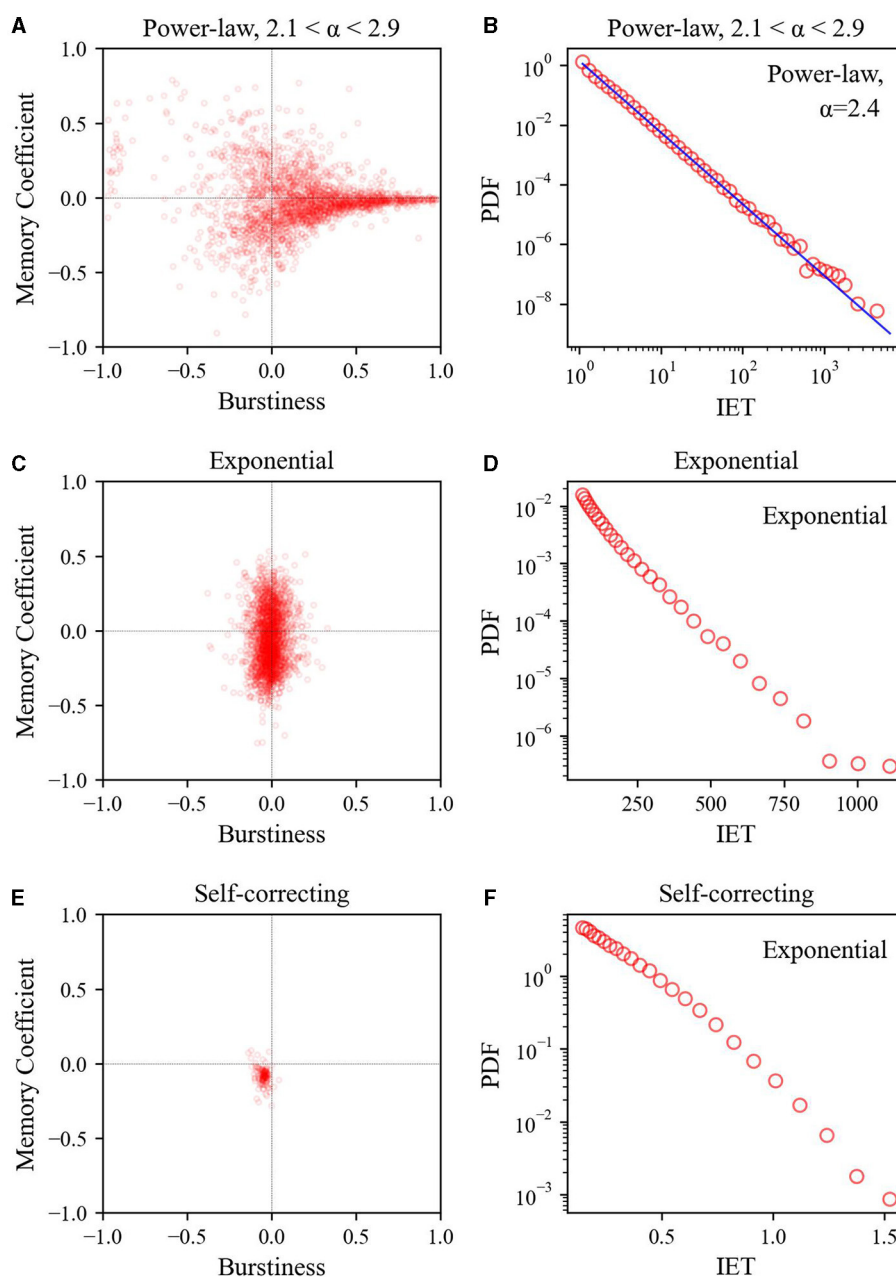 A
Power-law, 2.1 < α < 2.9
1.0
0.5
0.0
−0.5
−1.0
Memory Coefficient
−1.0 −0.5 0.0 0.5 1.0
Burstiness
B
Power-law, 2.1 < α < 2.9
Power-law,
α=2.4
10⁰
10⁻²
10⁻⁴
10⁻⁶
10⁻⁸
PDF
10⁰ 10¹ 10² 10³
IET
C
Exponential
1.0
0.5
0.0
−0.5
−1.0
Memory Coefficient
−1.0 −0.5 0.0 0.5 1.0
Burstiness
D
Exponential
Exponential
10⁻²
10⁻³
10⁻⁴
10⁻⁵
10⁻⁶
PDF
250 500 750 1000
IET
E
Self-correcting
1.0
0.5
0.0
−0.5
−1.0
Memory Coefficient
−1.0 −0.5 0.0 0.5 1.0
Burstiness
F
Self-correcting
Exponential
10⁰
10⁻¹
10⁻²
10⁻³
PDF
0.5 1.0 1.5
IET